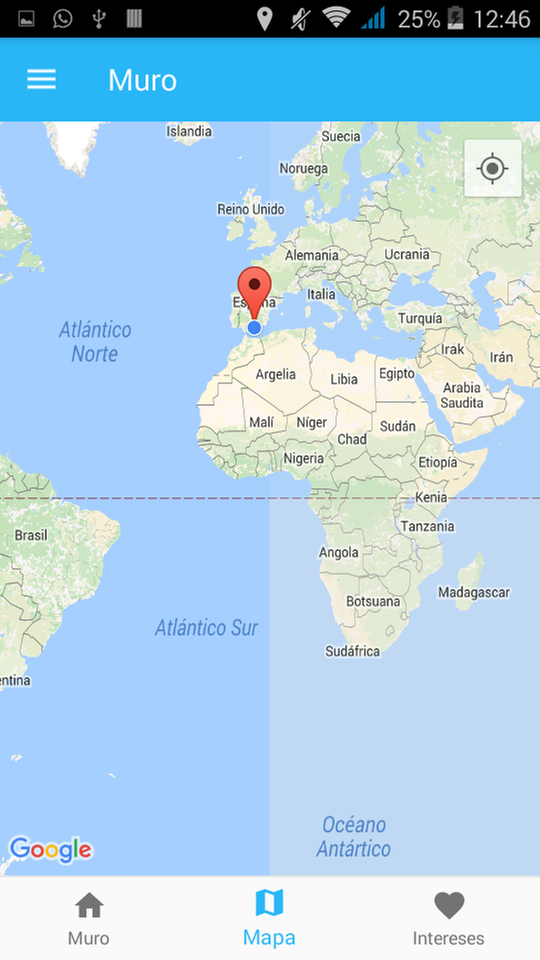 25% 12:46
Muro
Islandia
Suecia
Noruega
Reino Unido
Alemania
Ucrania
España
Italia
Turquía
Atlántico
Norte
Irak
Irán
Argelia
Libia
Egipto
Arabia
Saudita
Malí
Níger
Sudán
Chad
Nigeria
Etiopía
Kenia
Brasil
Tanzania
Angola
Madagascar
Botsuana
Atlántico Sur
Sudáfrica
entina
Océano
Antártico
Google
Muro
Mapa
Intereses